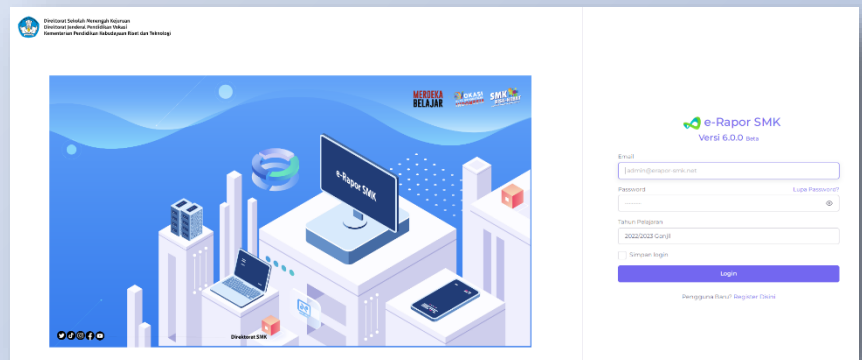 Direktorat Sekolah Menengah Kejuruan
Direktorat Jenderal Pendidikan Vokasi
Kementerian Pendidikan Kebudayaan Riset dan Teknologi
MERDEKA
BELAJAR
VOKASI
SMK
e-Rapor SMK
Direktorat SMK
e-Rapor SMK
Versi 6.0.0 Beta
Email
admin@erapor-smk.net
Password
Lupa Password?
Tahun Pelajaran
2022/2023 Ganjil
Simpan login
Login
Pengguna Baru? Register Disini